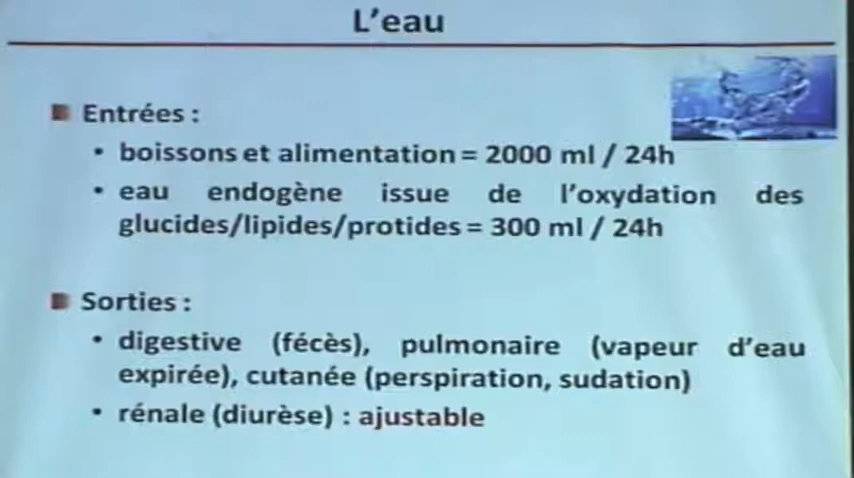 L'eau
Entrées :
• boissons et alimentation = 2000 ml / 24h
• eau endogène issue de l'oxydation des
glucides/lipides/protides = 300 ml / 24h
Sorties :
• digestive (fécès), pulmonaire (vapeur d'eau
expirée), cutanée (perspiration, sudation)
• rénale (diurèse) : ajustable